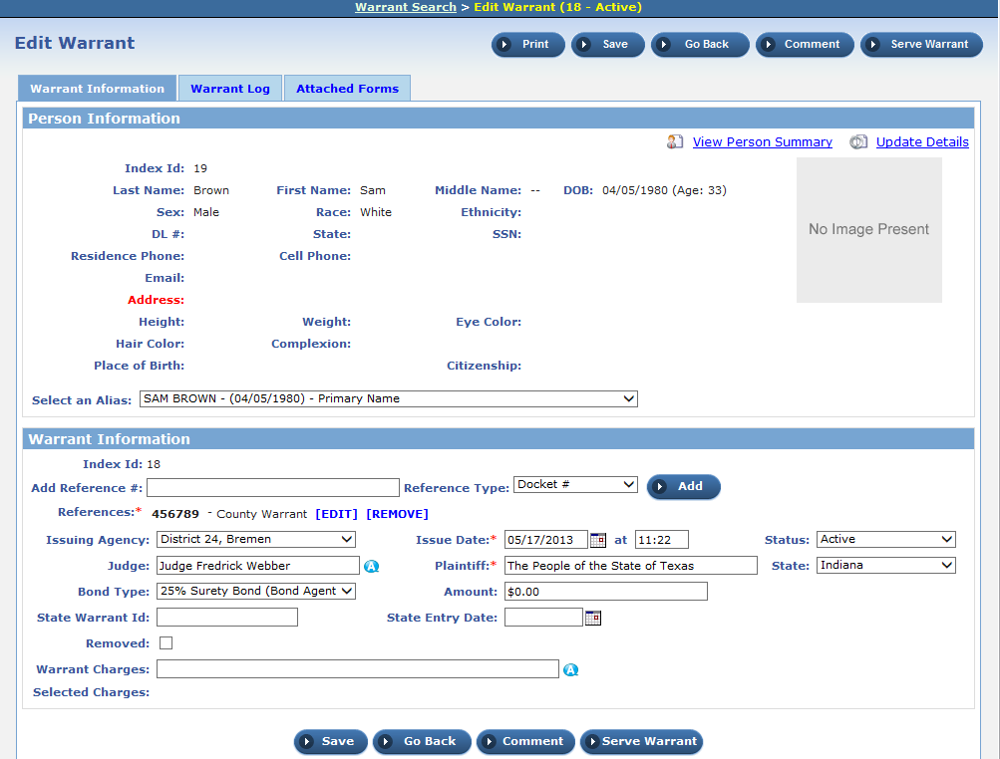 Warrant Search > Edit Warrant (18 - Active)
Edit Warrant
Print Save Go Back Comment Serve Warrant
Warrant Information Warrant Log Attached Forms
Person Information
View Person Summary Update Details
Index Id: 19
Last Name: Brown First Name: Sam Middle Name: -- DOB: 04/05/1980 (Age: 33)
Sex: Male Race: White Ethnicity:
No Image Present
DL #: State: SSN:
Residence Phone: Cell Phone:
Email:
Address:
Height: Weight: Eye Color:
Hair Color: Complexion:
Place of Birth: Citizenship:
Select an Alias: SAM BROWN - (04/05/1980) - Primary Name
Warrant Information
Index Id: 18
Add Reference #: Reference Type: Docket # Add
References:* 456789 - County Warrant [EDIT] [REMOVE]
Issuing Agency: District 24, Bremen Issue Date:* 05/17/2013 at 11:22 Status: Active
Judge: Judge Fredrick Webber A Plaintiff:* The People of the State of Texas State: Indiana
Bond Type: 25% Surety Bond (Bond Agent Amount: $0.00
State Warrant Id: State Entry Date:
Removed:
Warrant Charges: A
Selected Charges:
Save Go Back Comment Serve Warrant